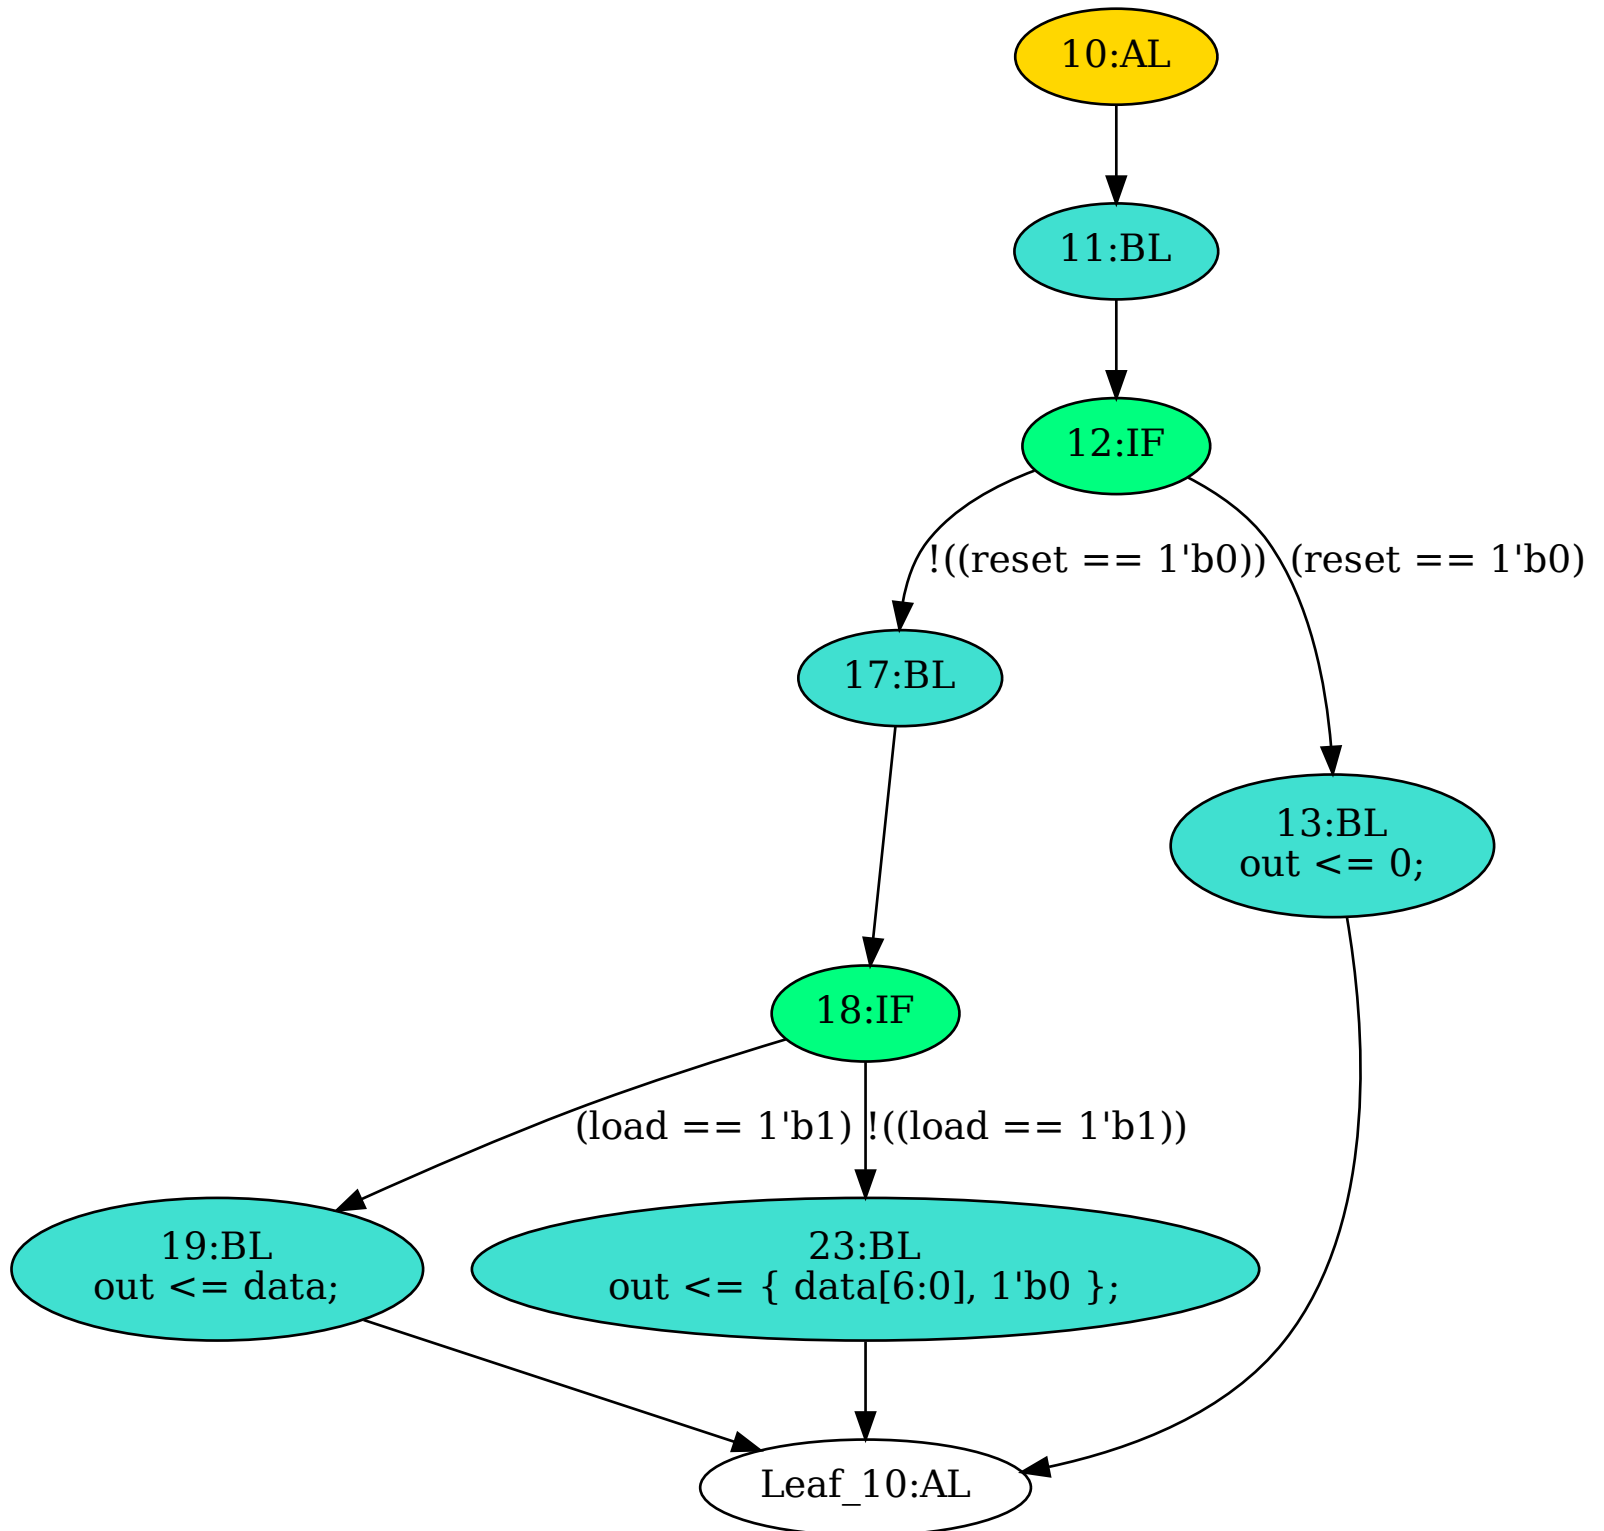 10:AL
11:BL
12:IF
!((reset == 1'b0))
(reset == 1'b0)
17:BL
13:BL
out <= 0;
18:IF
(load == 1'b1)
!((load == 1'b1))
19:BL
out <= data;
23:BL
out <= { data[6:0], 1'b0 };
Leaf_10:AL